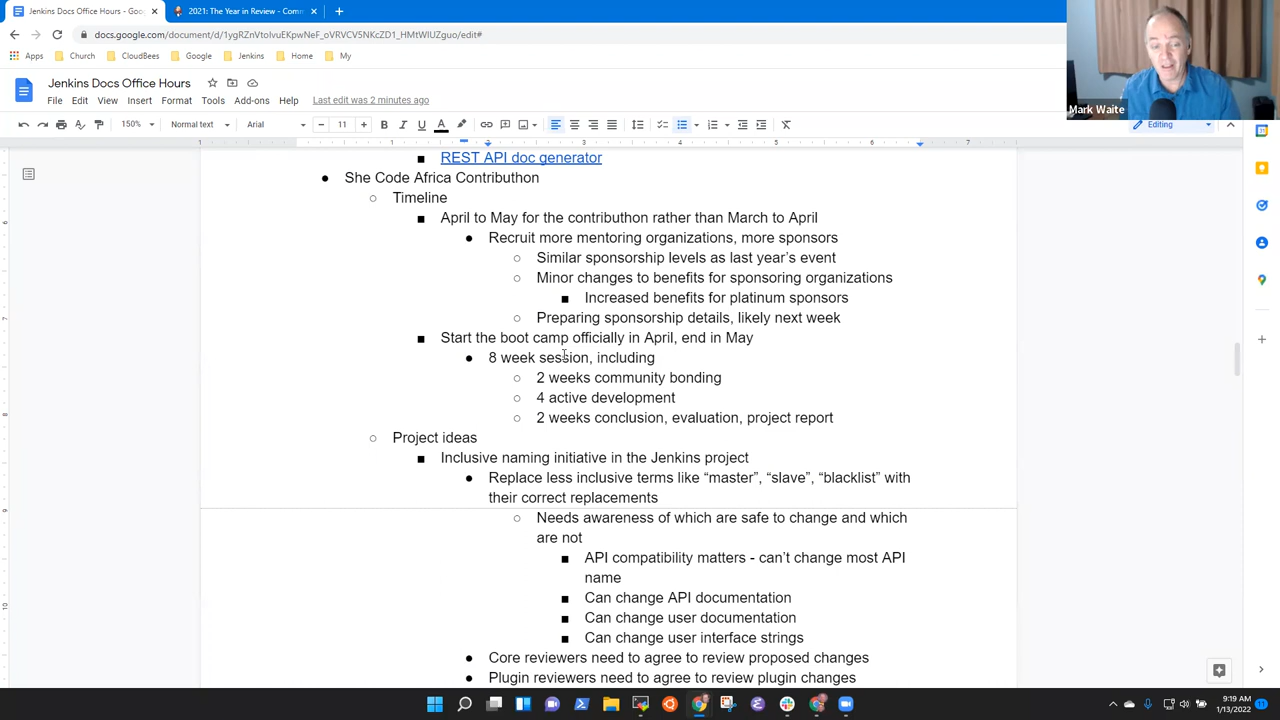 Jenkins Docs Office Hours - Goo
2021: The Year in Review - Com
docs.google.com/document/d/1ygRZnVtolvuEKpwNeF_oVRVCV5NKcZD1_HMtWlUZguo/edit#
Apps Church CloudBees Google Jenkins Home My
Jenkins Docs Office Hours
File Edit View Insert Format Tools Add-ons Help Last edit was 2 minutes ago
Mark Waite
150% Normal text Arial 11 Editing
REST API doc generator
She Code Africa Contributhon
Timeline
April to May for the contributhon rather than March to April
Recruit more mentoring organizations, more sponsors
Similar sponsorship levels as last year’s event
Minor changes to benefits for sponsoring organizations
Increased benefits for platinum sponsors
Preparing sponsorship details, likely next week
Start the boot camp officially in April, end in May
8 week session, including
2 weeks community bonding
4 active development
2 weeks conclusion, evaluation, project report
Project ideas
Inclusive naming initiative in the Jenkins project
Replace less inclusive terms like “master”, “slave”, “blacklist” with
their correct replacements
Needs awareness of which are safe to change and which
are not
API compatibility matters - can’t change most API
name
Can change API documentation
Can change user documentation
Can change user interface strings
Core reviewers need to agree to review proposed changes
Plugin reviewers need to agree to review plugin changes
9:19 AM
1/13/2022